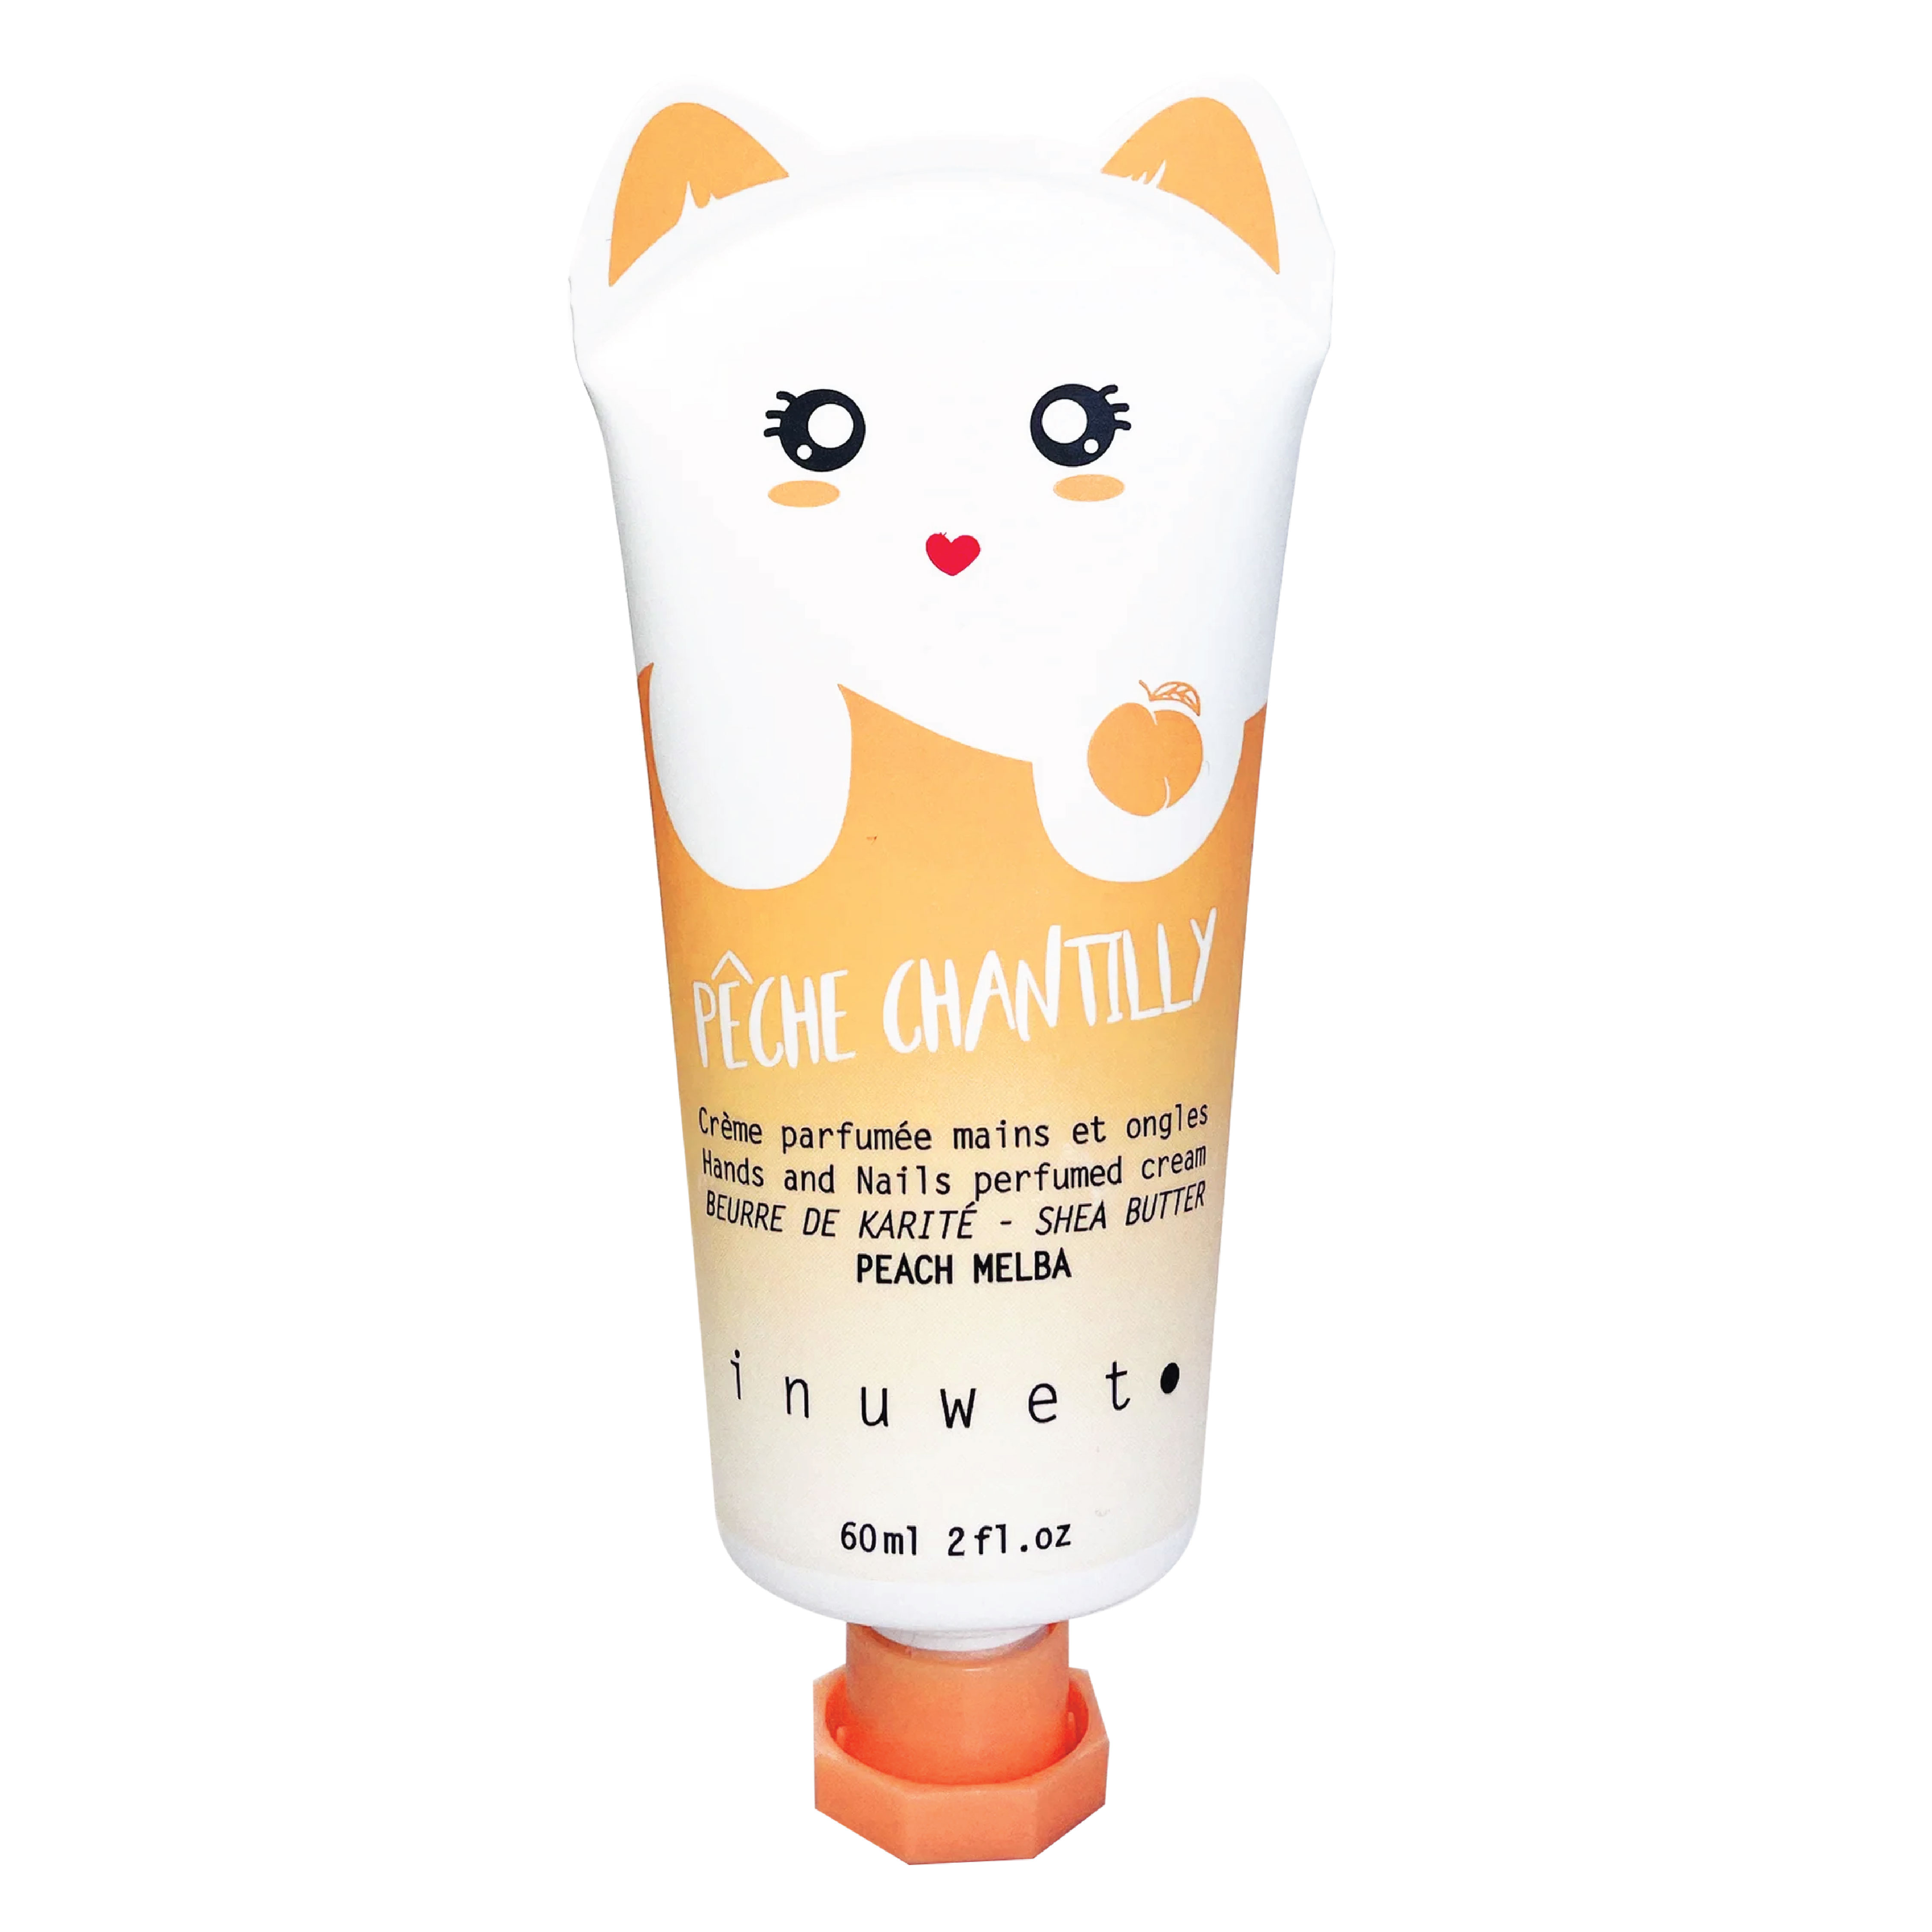 PÊCHE CHANTILLY
Crème parfumée mains et ongles
Hands and Nails perfumed cream
BEURRE DE KARITÉ - SHEA BUTTER
PEACH MELBA
inuwet•
60ml 2fl.oz